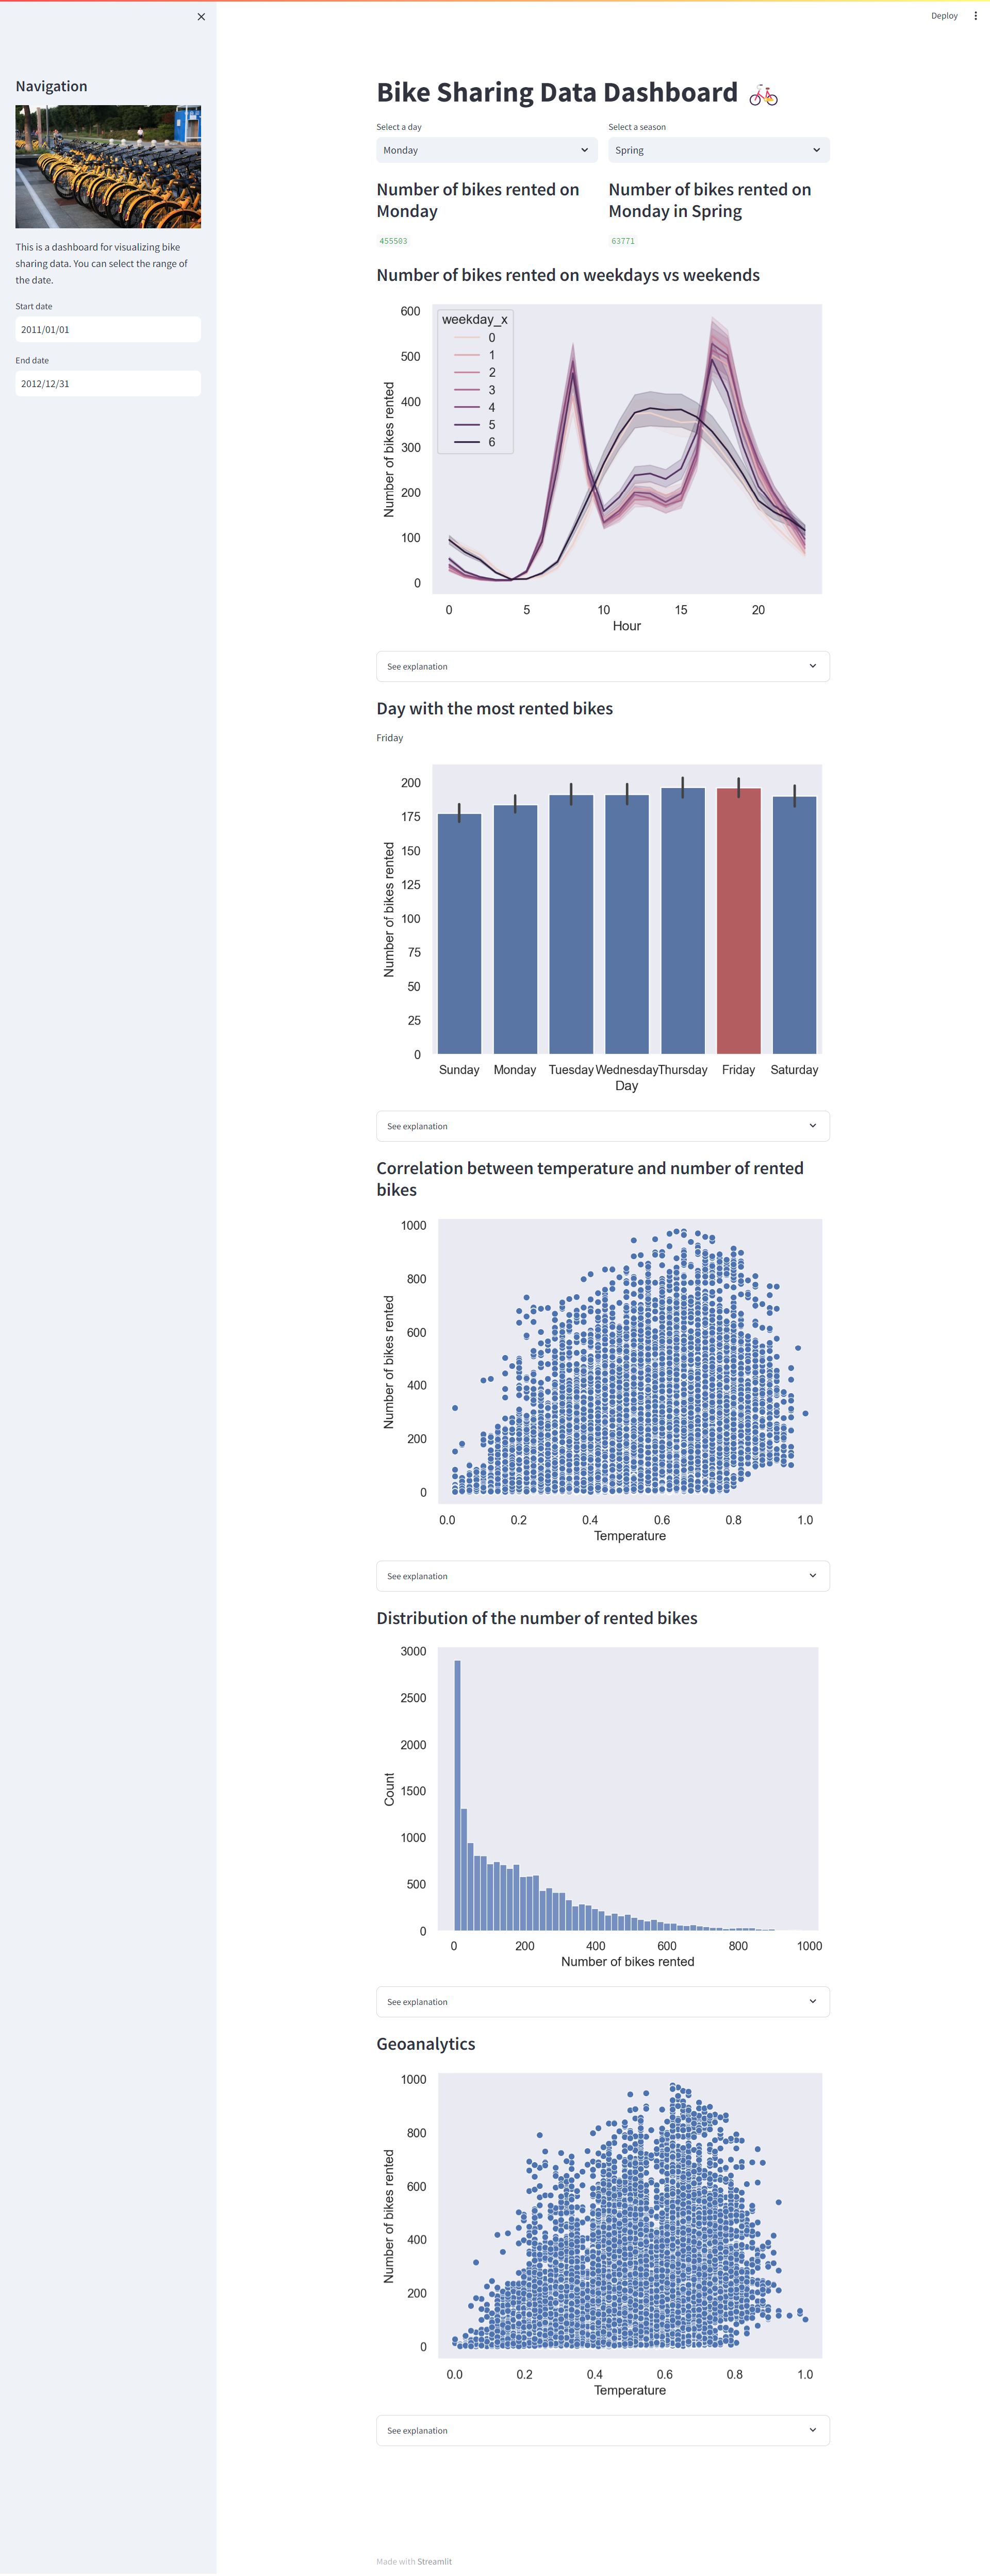 Deploy
Navigation
This is a dashboard for visualizing bike
sharing data. You can select the range of
the date.
Start date
2011/01/01
End date
2012/12/31
Bike Sharing Data Dashboard
Select a day
Monday
Select a season
Spring
Number of bikes rented on
Monday
455503
Number of bikes rented on
Monday in Spring
63771
Number of bikes rented on weekdays vs weekends
weekday_x
0
1
2
3
4
5
6
Number of bikes rented
600
500
400
300
200
100
0
0 5 10 15 20
Hour
See explanation
Day with the most rented bikes
Friday
Number of bikes rented
200
175
150
125
100
75
50
25
0
Sunday Monday Tuesday Wednesday Thursday Friday Saturday
Day
See explanation
Correlation between temperature and number of rented
bikes
Number of bikes rented
1000
800
600
400
200
0
0.0 0.2 0.4 0.6 0.8 1.0
Temperature
See explanation
Distribution of the number of rented bikes
Count
3000
2500
2000
1500
1000
500
0
0 200 400 600 800 1000
Number of bikes rented
See explanation
Geoanalytics
Number of bikes rented
1000
800
600
400
200
0
0.0 0.2 0.4 0.6 0.8 1.0
Temperature
See explanation
Made with Streamlit